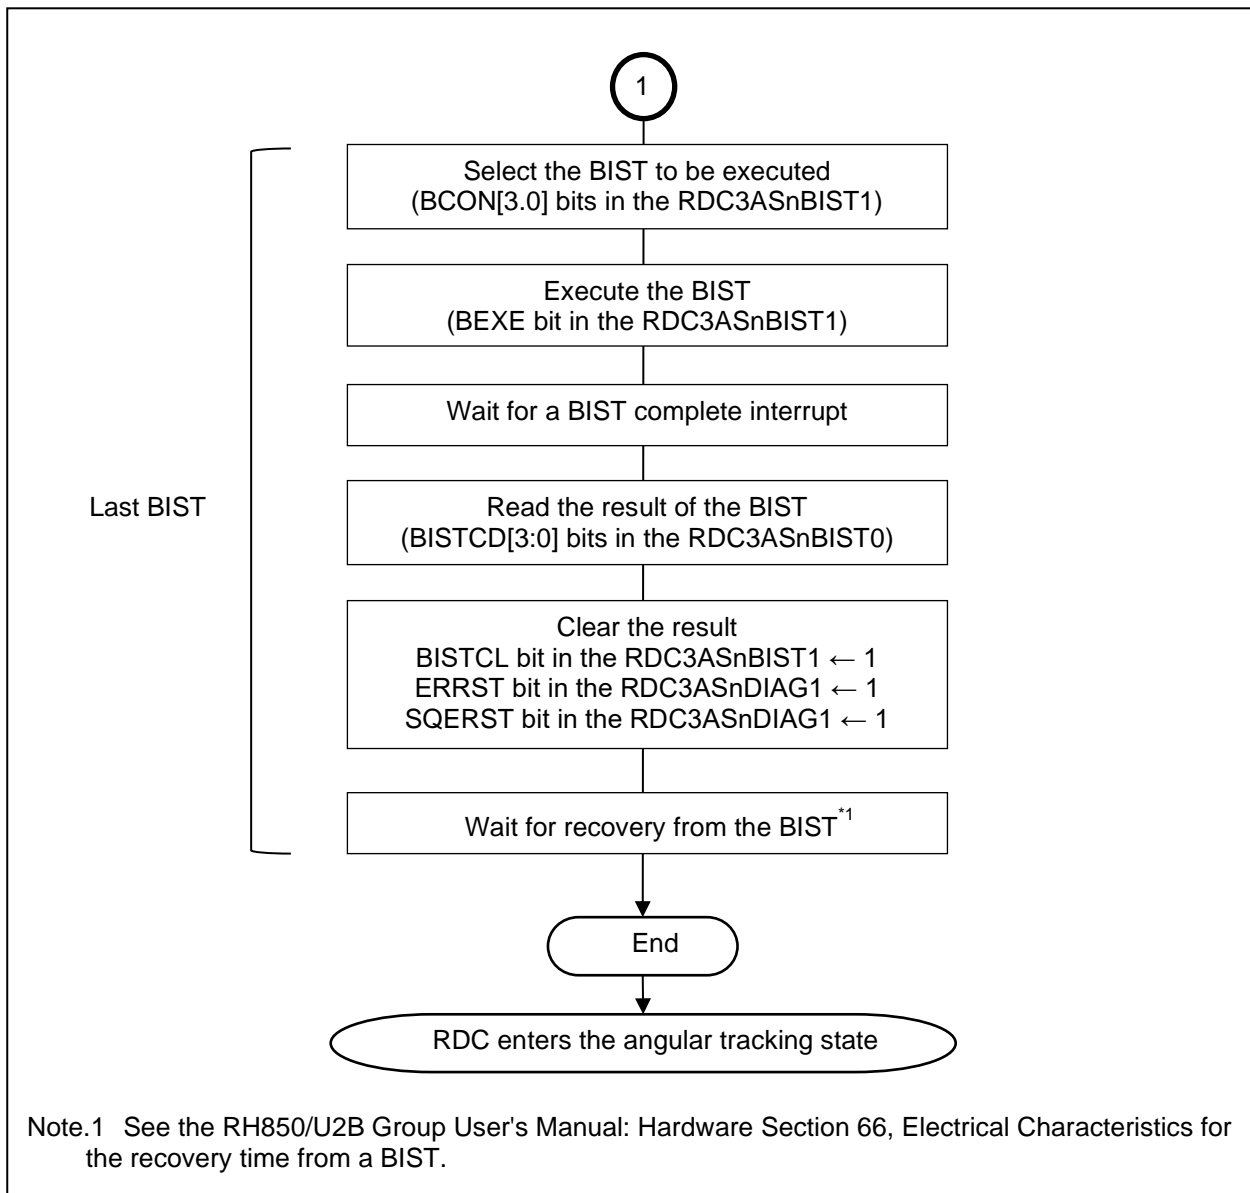 1
Select the BIST to be executed
(BCON[3.0] bits in the RDC3ASnBIST1)
Execute the BIST
(BEXE bit in the RDC3ASnBIST1)
Wait for a BIST complete interrupt
Last BIST
Read the result of the BIST
(BISTCD[3:0] bits in the RDC3ASnBIST0)
Clear the result
BISTCL bit in the RDC3ASnBIST1 ← 1
ERRST bit in the RDC3ASnDIAG1 ← 1
SQERST bit in the RDC3ASnDIAG1 ← 1
Wait for recovery from the BIST*1
End
RDC enters the angular tracking state
Note.1 See the RH850/U2B Group User's Manual: Hardware Section 66, Electrical Characteristics for
the recovery time from a BIST.